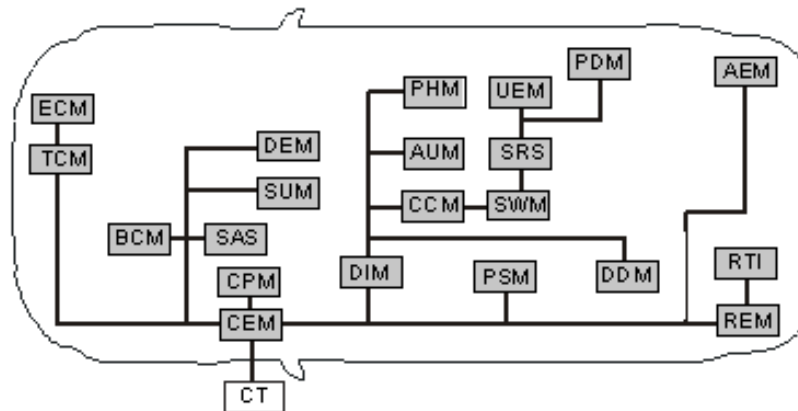 PDM
AEM
PHM
UEM
ECM
DEM
AUM
SRS
TCM
SUM
CCM
SWM
BCM
SAS
RTI
DIM
DDM
CPM
PSM
CEM
REM
CT